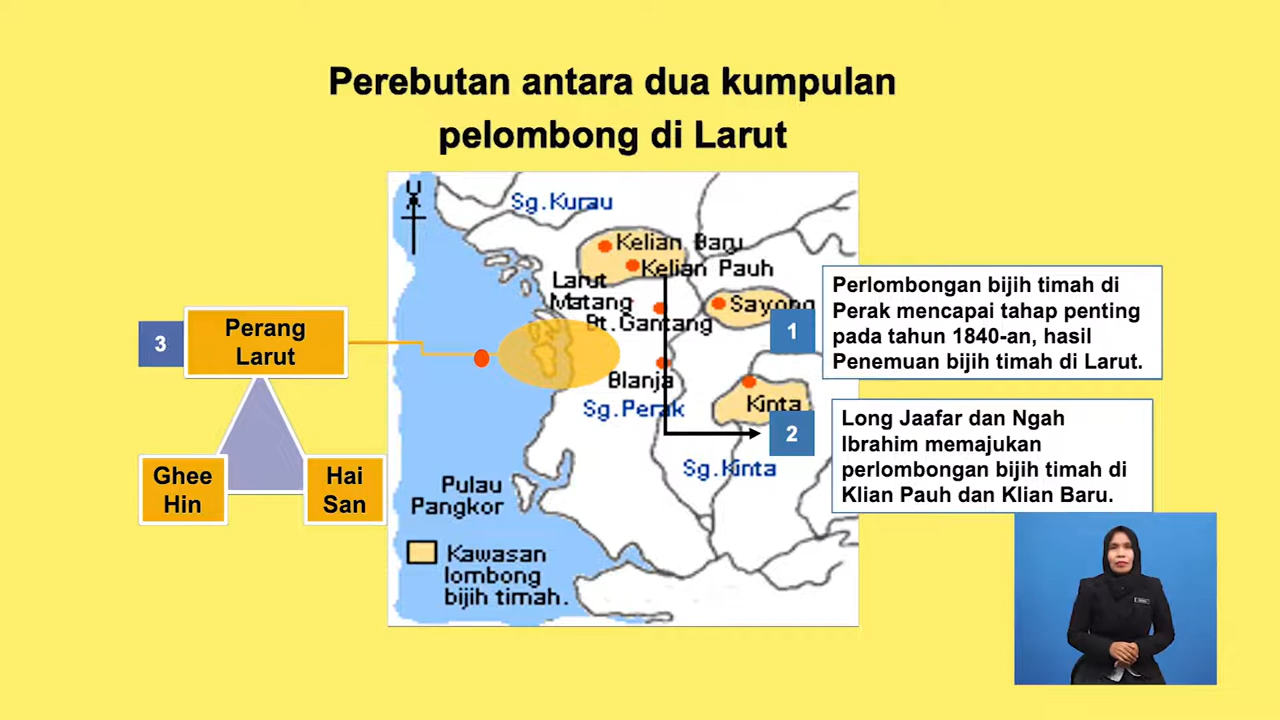 Perebutan antara dua kumpulan
pelombong di Larut
U
Sg.Kurau
Kelian Baru
Kelian Pauh
Larut
Matang
Sayong
Bt.Gantang
Blanja
Sg.Perak
Kinta
Sg.Kinta
Pulau
Pangkor
Kawasan
lombong
bijih timah.
1
Perlombongan bijih timah di
Perak mencapai tahap penting
pada tahun 1840-an, hasil
Penemuan bijih timah di Larut.
2
Long Jaafar dan Ngah
Ibrahim memajukan
perlombongan bijih timah di
Klian Pauh dan Klian Baru.
3
Perang
Larut
Ghee
Hin
Hai
San